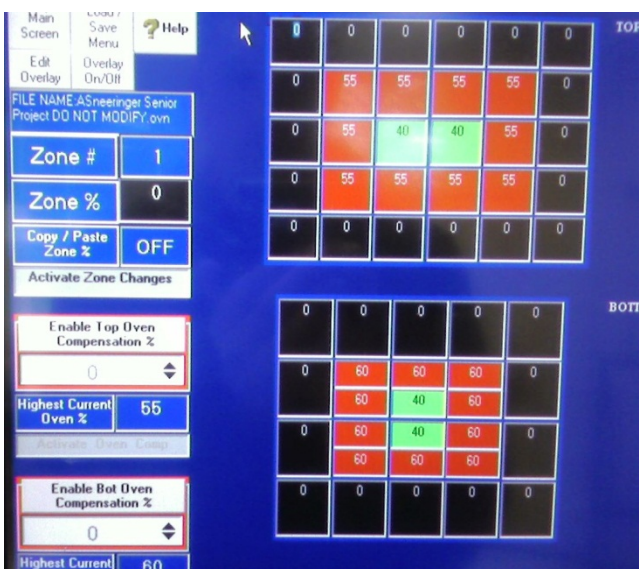 Main
Screen
Load /
Save
Menu
Help
Edit
Overlay
Overlay
On/Off
FILE NAME:ASneeringer Senior
Project DO NOT MODIFY.ovn
Zone #
1
Zone %
0
Copy / Paste
Zone %
OFF
Activate Zone Changes
Enable Top Oven
Compensation %
0
Highest Current
Oven %
55
Activate Oven Comp
Enable Bot Oven
Compensation %
0
Highest Current
60
TOP
0 0 0 0 0 0
0 55 55 55 55 0
0 55 40 40 55 0
0 55 55 55 55 0
0 0 0 0 0 0
BOTT
0 0 0 0 0
0 60 60 60 0
60 40 60
0 60 40 60 0
60 60 60
0 0 0 0 0